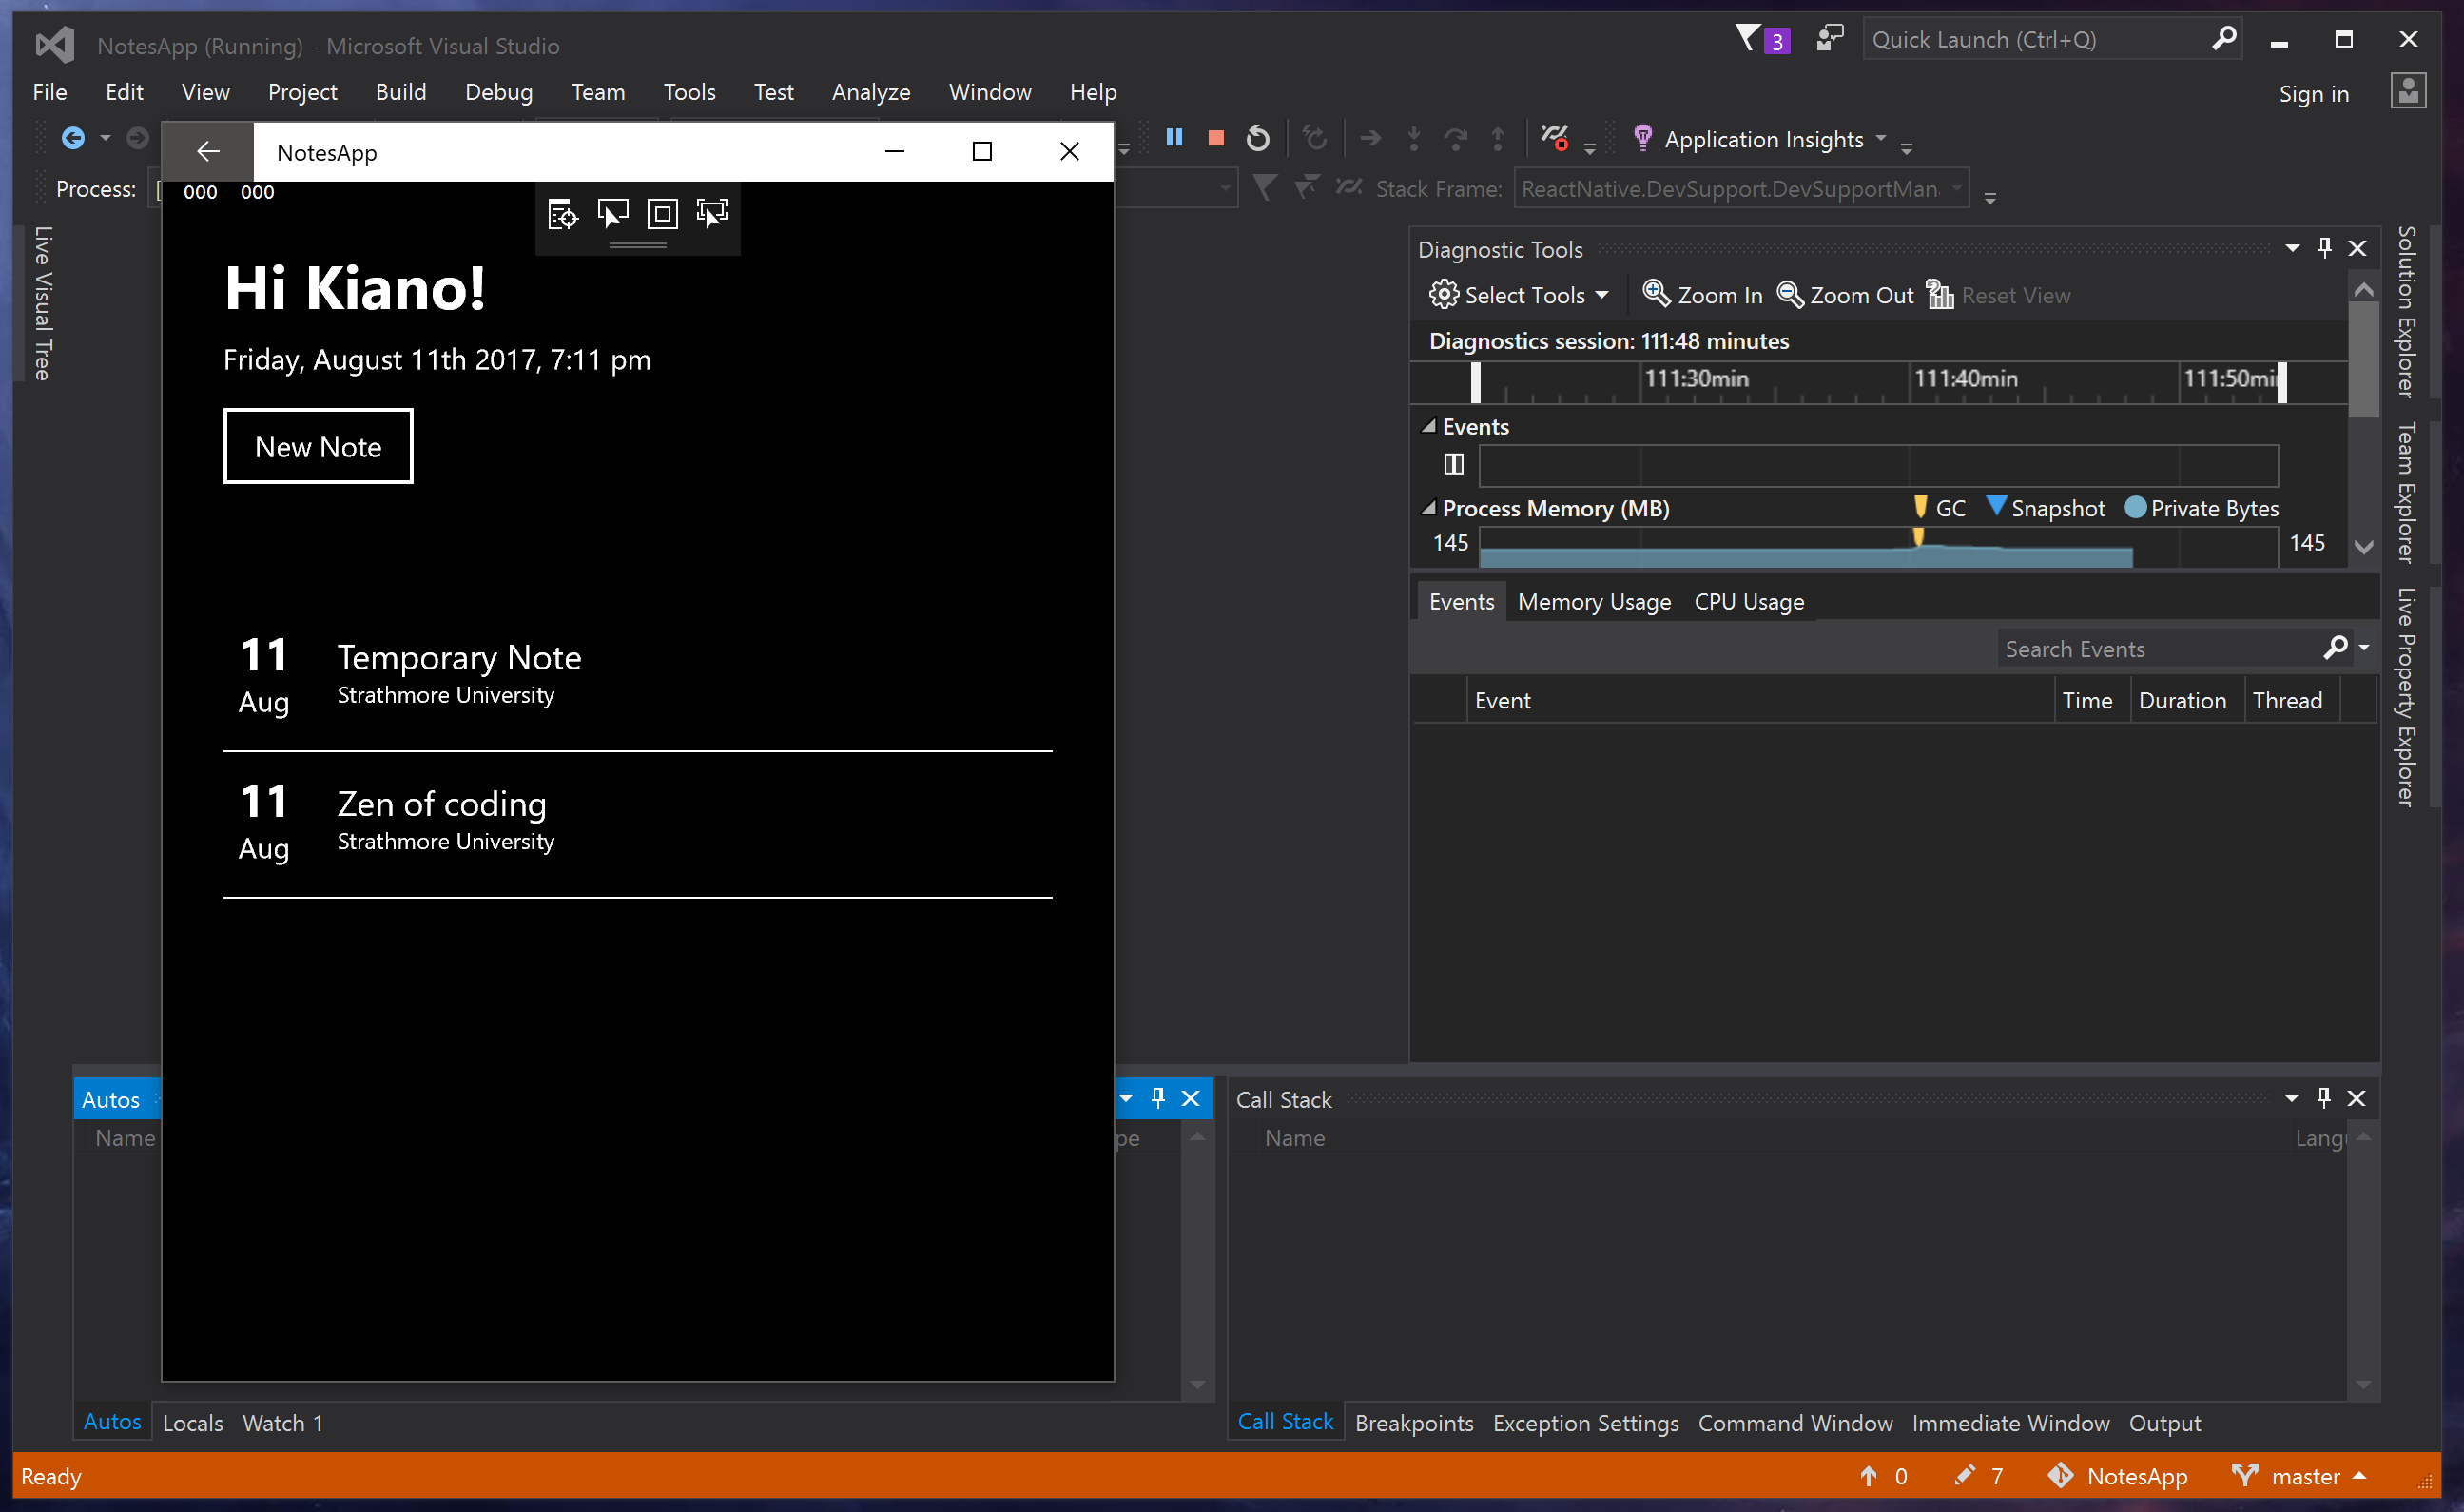 NotesApp (Running) - Microsoft Visual Studio
3
Quick Launch (Ctrl+Q)
File Edit View Project Build Debug Team Tools Test Analyze Window Help
Sign in
NotesApp
Application Insights
Process:
000 000
Stack Frame: ReactNative.DevSupport.DevSupportMan
Live Visual Tree
Hi Kiano!
Friday, August 11th 2017, 7:11 pm
New Note
11 Aug
Temporary Note
Strathmore University
11 Aug
Zen of coding
Strathmore University
Diagnostic Tools
Select Tools Zoom In Zoom Out Reset View
Diagnostics session: 111:48 minutes
111:30min 111:40min 111:50mi
Events
Process Memory (MB) GC Snapshot Private Bytes
145 145
Events Memory Usage CPU Usage
Search Events
Event Time Duration Thread
Solution Explorer
Team Explorer
Live Property Explorer
Autos
Name pe
Autos Locals Watch 1
Call Stack
Name Langu
Call Stack Breakpoints Exception Settings Command Window Immediate Window Output
Ready 0 7 NotesApp master